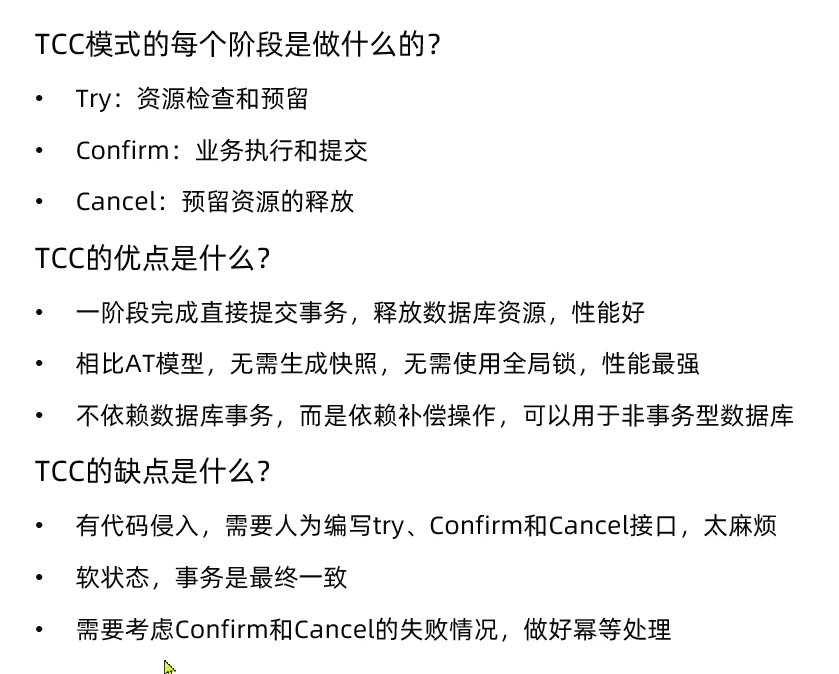 TCC模式的每个阶段是做什么的？
• Try：资源检查和预留
• Confirm：业务执行和提交
• Cancel：预留资源的释放
TCC的优点是什么？
• 一阶段完成直接提交事务，释放数据库资源，性能好
• 相比AT模型，无需生成快照，无需使用全局锁，性能最强
• 不依赖数据库事务，而是依赖补偿操作，可以用于非事务型数据库
TCC的缺点是什么？
• 有代码侵入，需要人为编写try、Confirm和Cancel接口，太麻烦
• 软状态，事务是最终一致
• 需要考虑Confirm和Cancel的失败情况，做好幂等处理